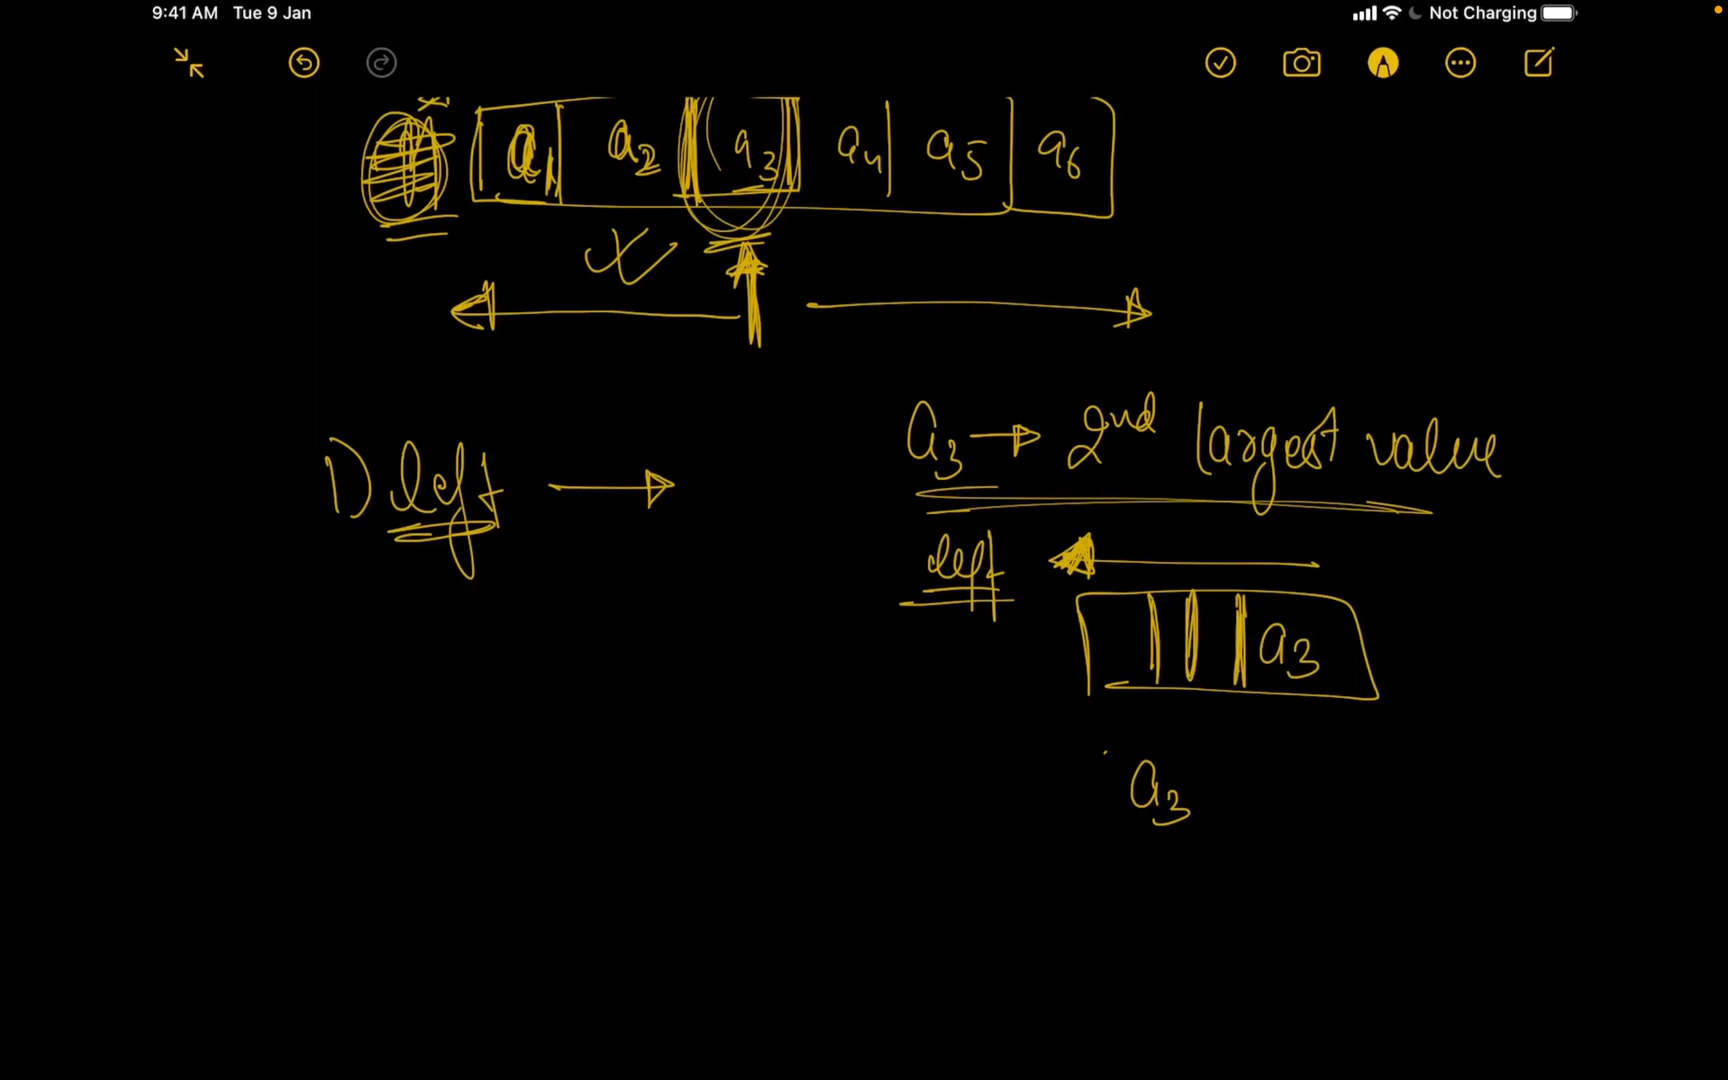 9:41 AM Tue 9 Jan Not Charging
a1 a2 a3 a4 a5 a6
a3 → 2nd largest value
1) left →
left
a3
a3